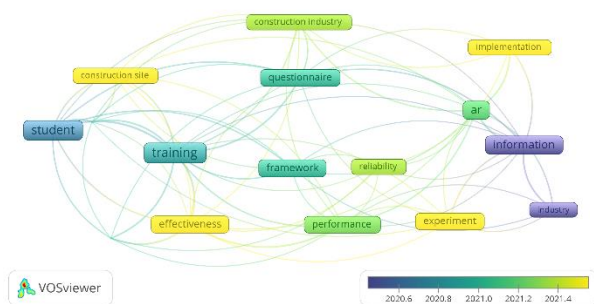 construction industry
implementation
construction site
questionnaire
ar
student
information
training
framework
reliability
industry
effectiveness
performance
experiment
VOSviewer
2020.6 2020.8 2021.0 2021.2 2021.4